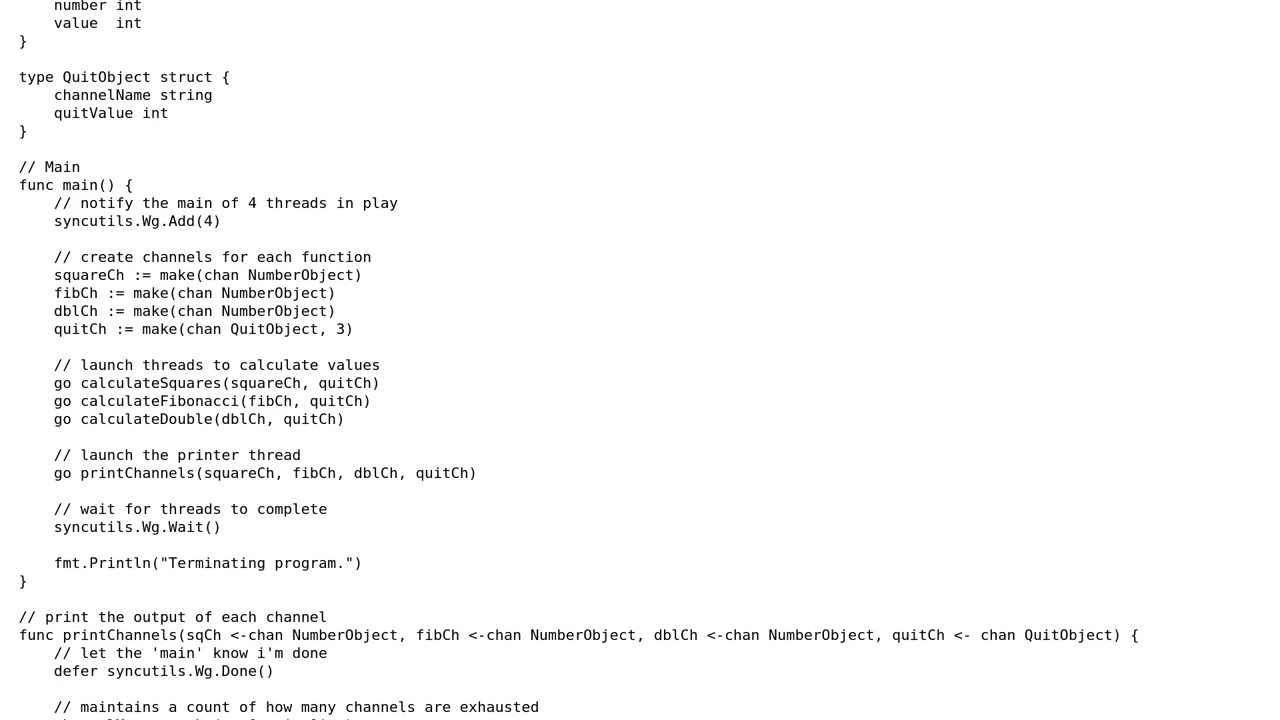 number int
    value  int
}

type QuitObject struct {
    channelName string
    quitValue int
}

// Main
func main() {
    // notify the main of 4 threads in play
    syncutils.Wg.Add(4)

    // create channels for each function
    squareCh := make(chan NumberObject)
    fibCh := make(chan NumberObject)
    dblCh := make(chan NumberObject)
    quitCh := make(chan QuitObject, 3)

    // launch threads to calculate values
    go calculateSquares(squareCh, quitCh)
    go calculateFibonacci(fibCh, quitCh)
    go calculateDouble(dblCh, quitCh)

    // launch the printer thread
    go printChannels(squareCh, fibCh, dblCh, quitCh)

    // wait for threads to complete
    syncutils.Wg.Wait()

    fmt.Println("Terminating program.")
}

// print the output of each channel
func printChannels(sqCh <-chan NumberObject, fibCh <-chan NumberObject, dblCh <-chan NumberObject, quitCh <- chan QuitObject) {
    // let the 'main' know i'm done
    defer syncutils.Wg.Done()

    // maintains a count of how many channels are exhausted